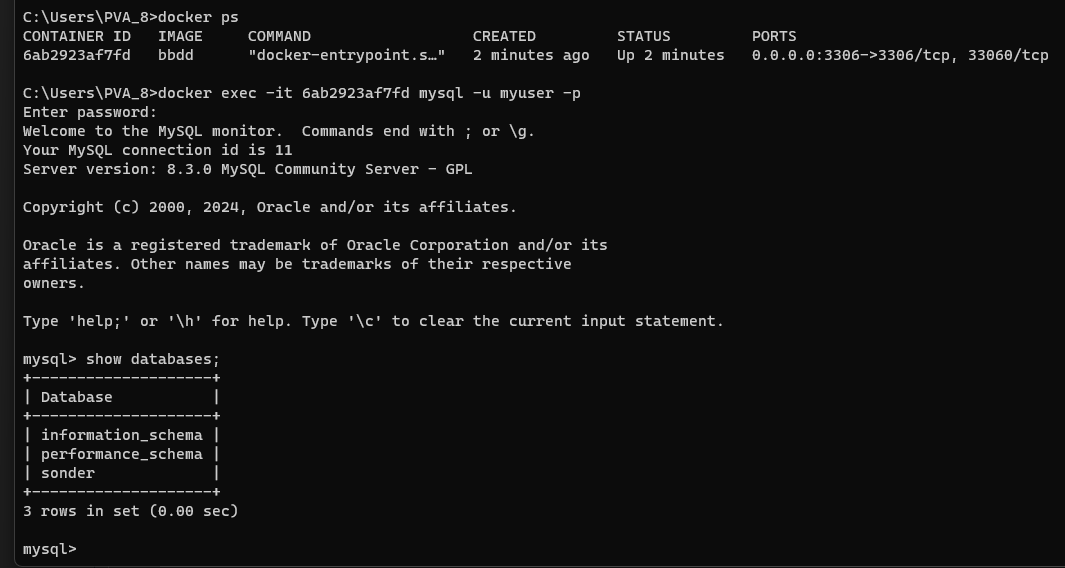 C:\Users\PVA_8>docker ps
CONTAINER ID   IMAGE     COMMAND                  CREATED         STATUS         PORTS
6ab2923af7fd   bbdd      "docker-entrypoint.s…"   2 minutes ago   Up 2 minutes   0.0.0.0:3306->3306/tcp, 33060/tcp
C:\Users\PVA_8>docker exec -it 6ab2923af7fd mysql -u myuser -p
Enter password:
Welcome to the MySQL monitor.  Commands end with ; or \g.
Your MySQL connection id is 11
Server version: 8.3.0 MySQL Community Server - GPL
Copyright (c) 2000, 2024, Oracle and/or its affiliates.
Oracle is a registered trademark of Oracle Corporation and/or its
affiliates. Other names may be trademarks of their respective
owners.
Type 'help;' or '\h' for help. Type '\c' to clear the current input statement.
mysql> show databases;
+--------------------+
| Database           |
+--------------------+
| information_schema |
| performance_schema |
| sonder             |
+--------------------+
3 rows in set (0.00 sec)
mysql>